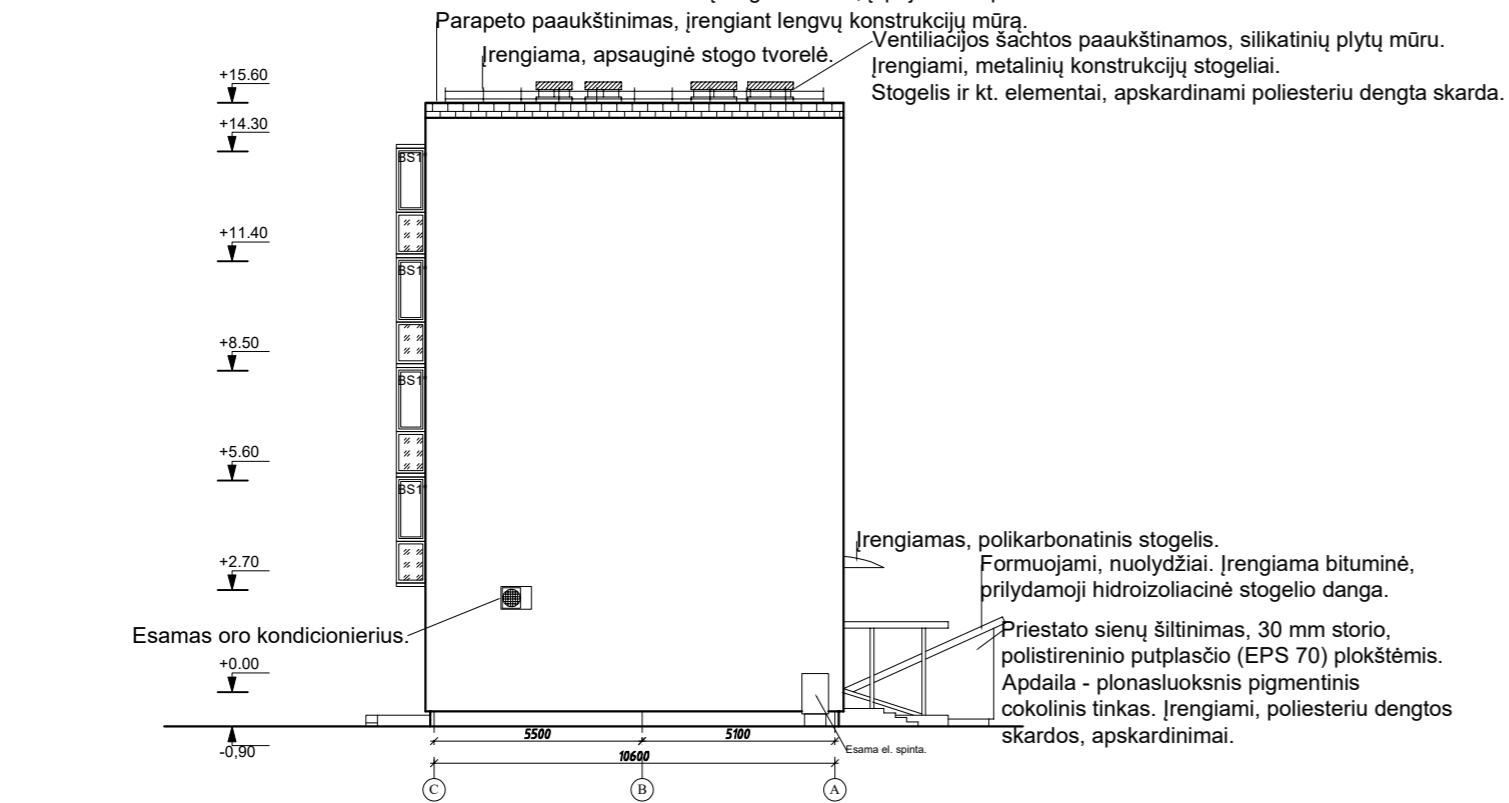 Parapeto paaukštinimas, įrengiant lengvų konstrukcijų mūrą.
Įrengiama, apsauginė stogo tvorelė.
Ventiliacijos šachtos paaukštinamos, silikatinių plytų mūru.
Įrengiami, metalinių konstrukcijų stogeliai.
Stogelis ir kt. elementai, apskardinami poliesteriu dengta skarda.
+15.60
+14.30
BS1*
+11.40
BS1*
+8.50
BS1*
+5.60
BS1*
+2.70
Įrengiamas, polikarbonatinis stogelis.
Formuojami, nuolydžiai. Įrengiama bituminė,
prilydamoji hidroizoliacinė stogelio danga.
Esamas oro kondicionierius.
Priestato sienų šiltinimas, 30 mm storio,
polistireninio putplasčio (EPS 70) plokštėmis.
Apdaila - plonasluoksnis pigmentinis
cokolinis tinkas. Įrengiami, poliesteriu dengtos
skardos, apskardinimai.
+0.00
-0,90
5500
5100
Esama el. spinta.
10600
C
B
A